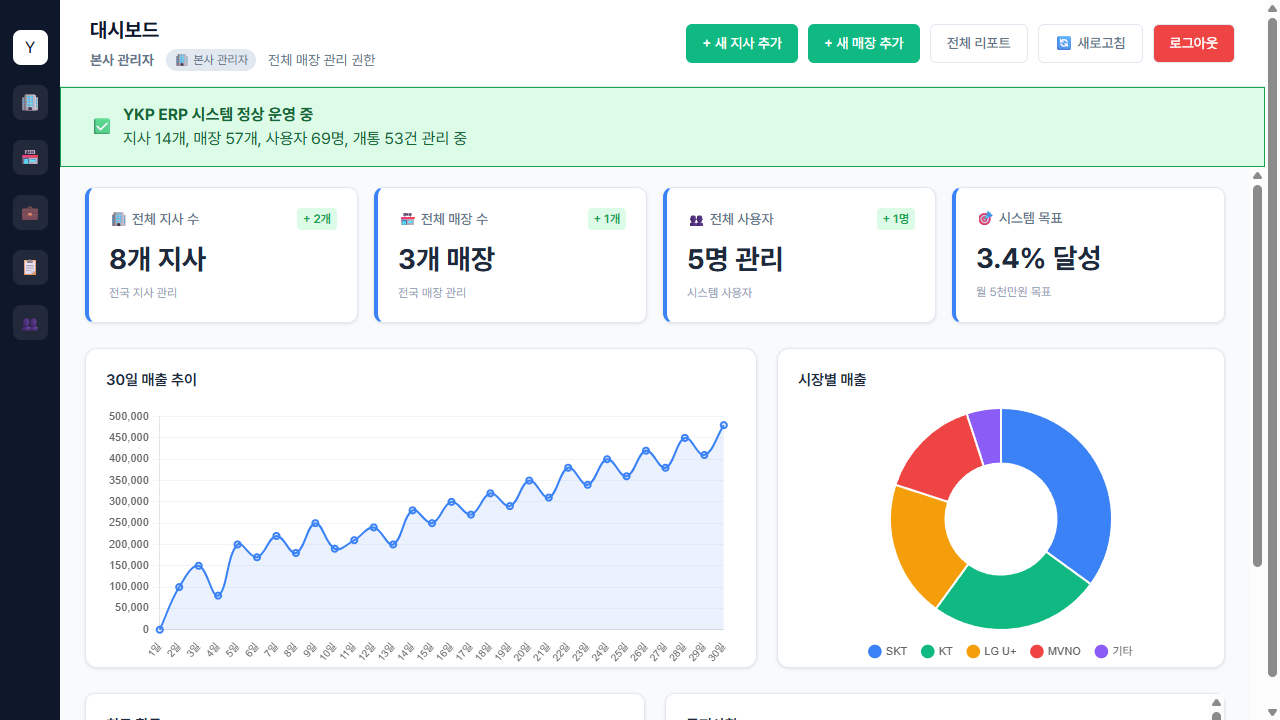 Y
대시보드
본사 관리자 본사 관리자 전체 매장 관리 권한
+ 새 지사 추가
+ 새 매장 추가
전체 리포트
새로고침
로그아웃
YKP ERP 시스템 정상 운영 중
지사 14개, 매장 57개, 사용자 69명, 개통 53건 관리 중
전체 지사 수
+ 2개
8개 지사
전국 지사 관리
전체 매장 수
+ 1개
3개 매장
전국 매장 관리
전체 사용자
+ 1명
5명 관리
시스템 사용자
시스템 목표
3.4% 달성
월 5천만원 목표
30일 매출 추이
500,000
450,000
400,000
350,000
300,000
250,000
200,000
150,000
100,000
50,000
0
1일 2일 3일 4일 5일 6일 7일 8일 9일 10일 11일 12일 13일 14일 15일 16일 17일 18일 19일 20일 21일 22일 23일 24일 25일 26일 27일 28일 29일 30일
시장별 매출
SKT KT LG U+ MVNO 기타